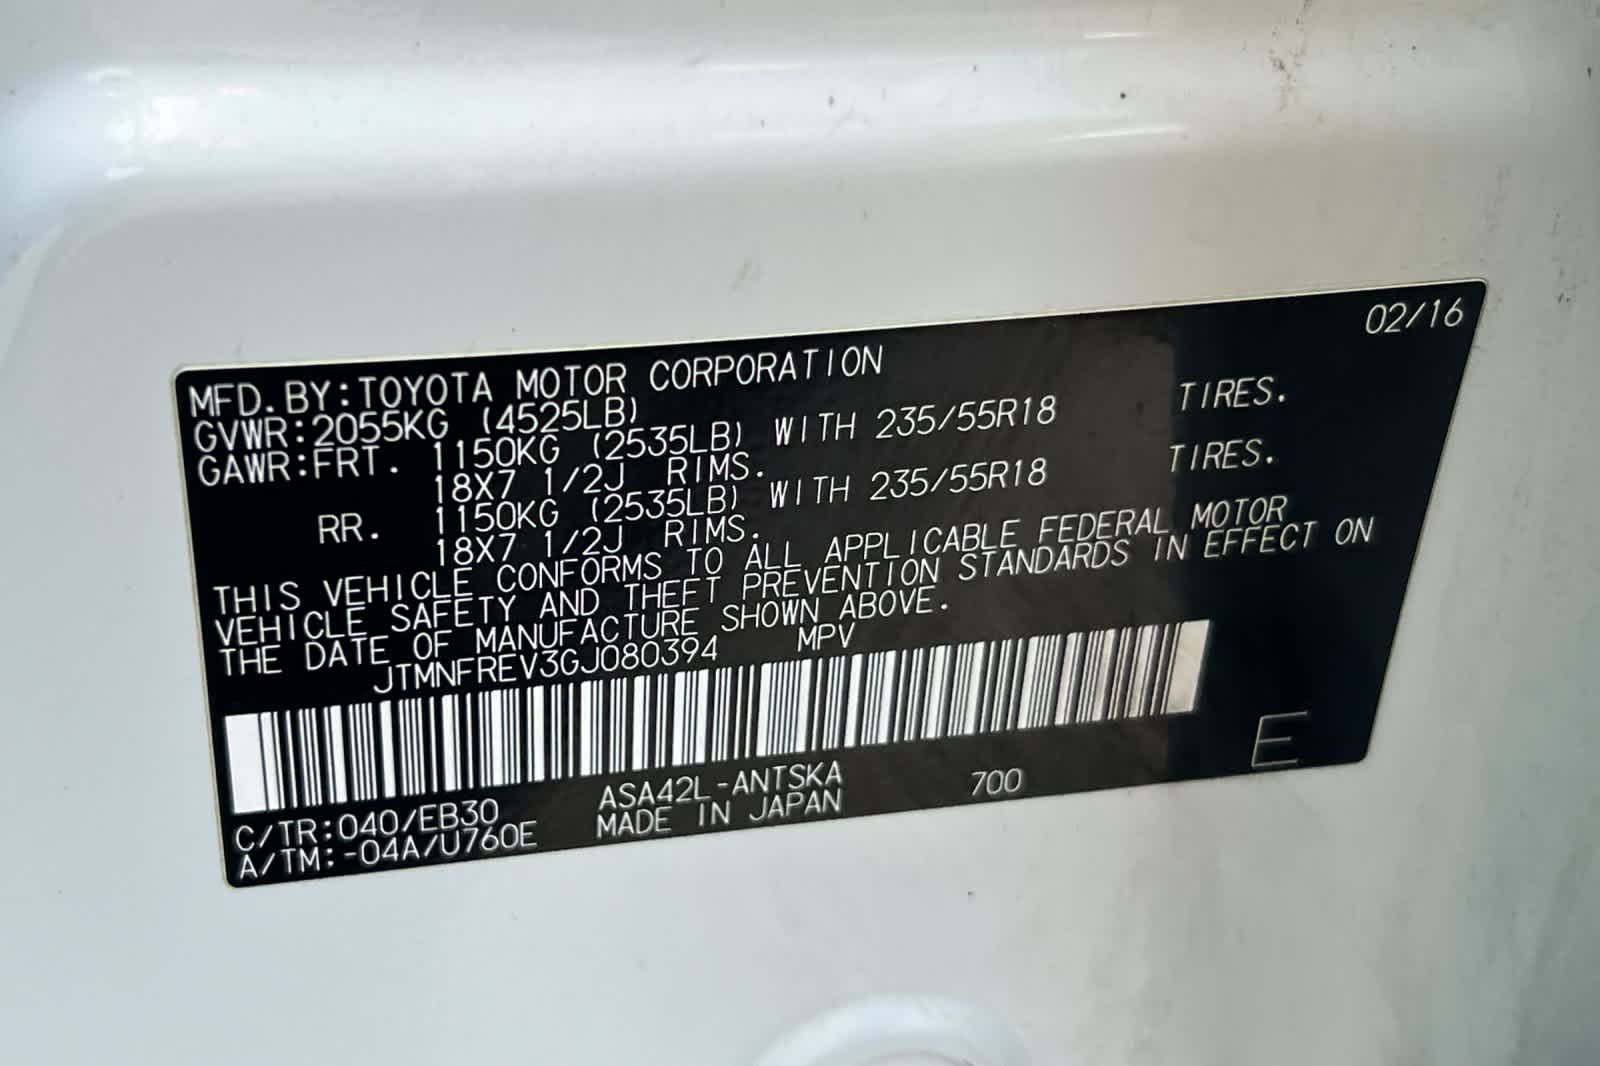 02/16
MFD.BY:TOYOTA MOTOR CORPORATION
GVWR:2055KG (4525LB)
GAWR:FRT. 1150KG (2535LB) WITH 235/55R18 TIRES.
18X7 1/2J RIMS.
RR. 1150KG (2535LB) WITH 235/55R18 TIRES.
18X7 1/2J RIMS.
THIS VEHICLE CONFORMS TO ALL APPLICABLE FEDERAL MOTOR
VEHICLE SAFETY AND THEFT PREVENTION STANDARDS IN EFFECT ON
THE DATE OF MANUFACTURE SHOWN ABOVE.
JTMNFREV3GJ080394 MPV
E
C/TR:040/EB30 ASA42L-ANTSKA 700
A/TM:-04A/U760E MADE IN JAPAN